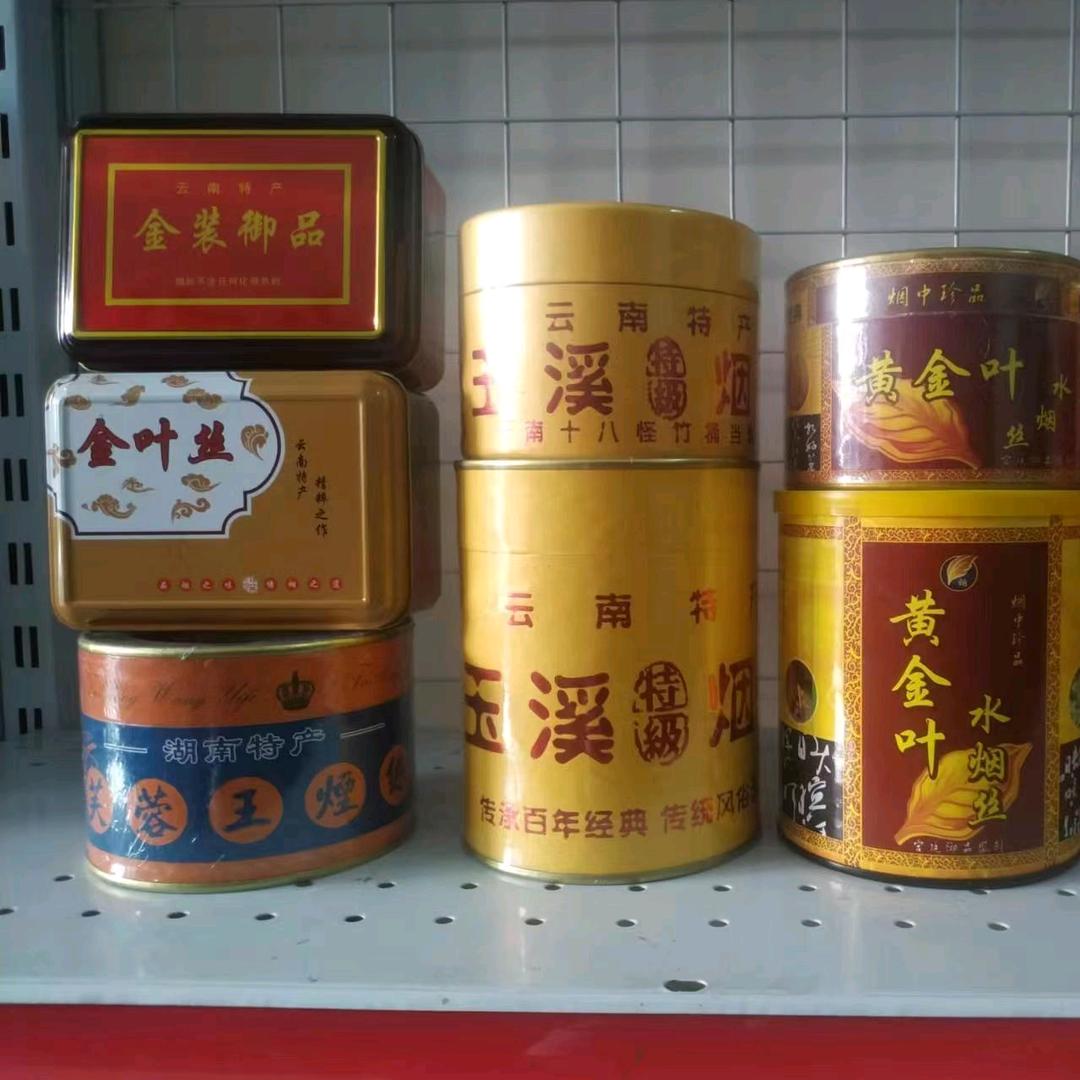 云南特产
金装御品
金叶丝
云南特产
精粹之作
湖南特产
芙蓉王煙丝
云南特产
玉溪特级烟
南十八怪竹桶当
云南特
玉溪特级烟
传承百年经典 传统风俗
烟中珍品
黄金叶
水烟丝
烟中珍品
黄金叶
水烟丝